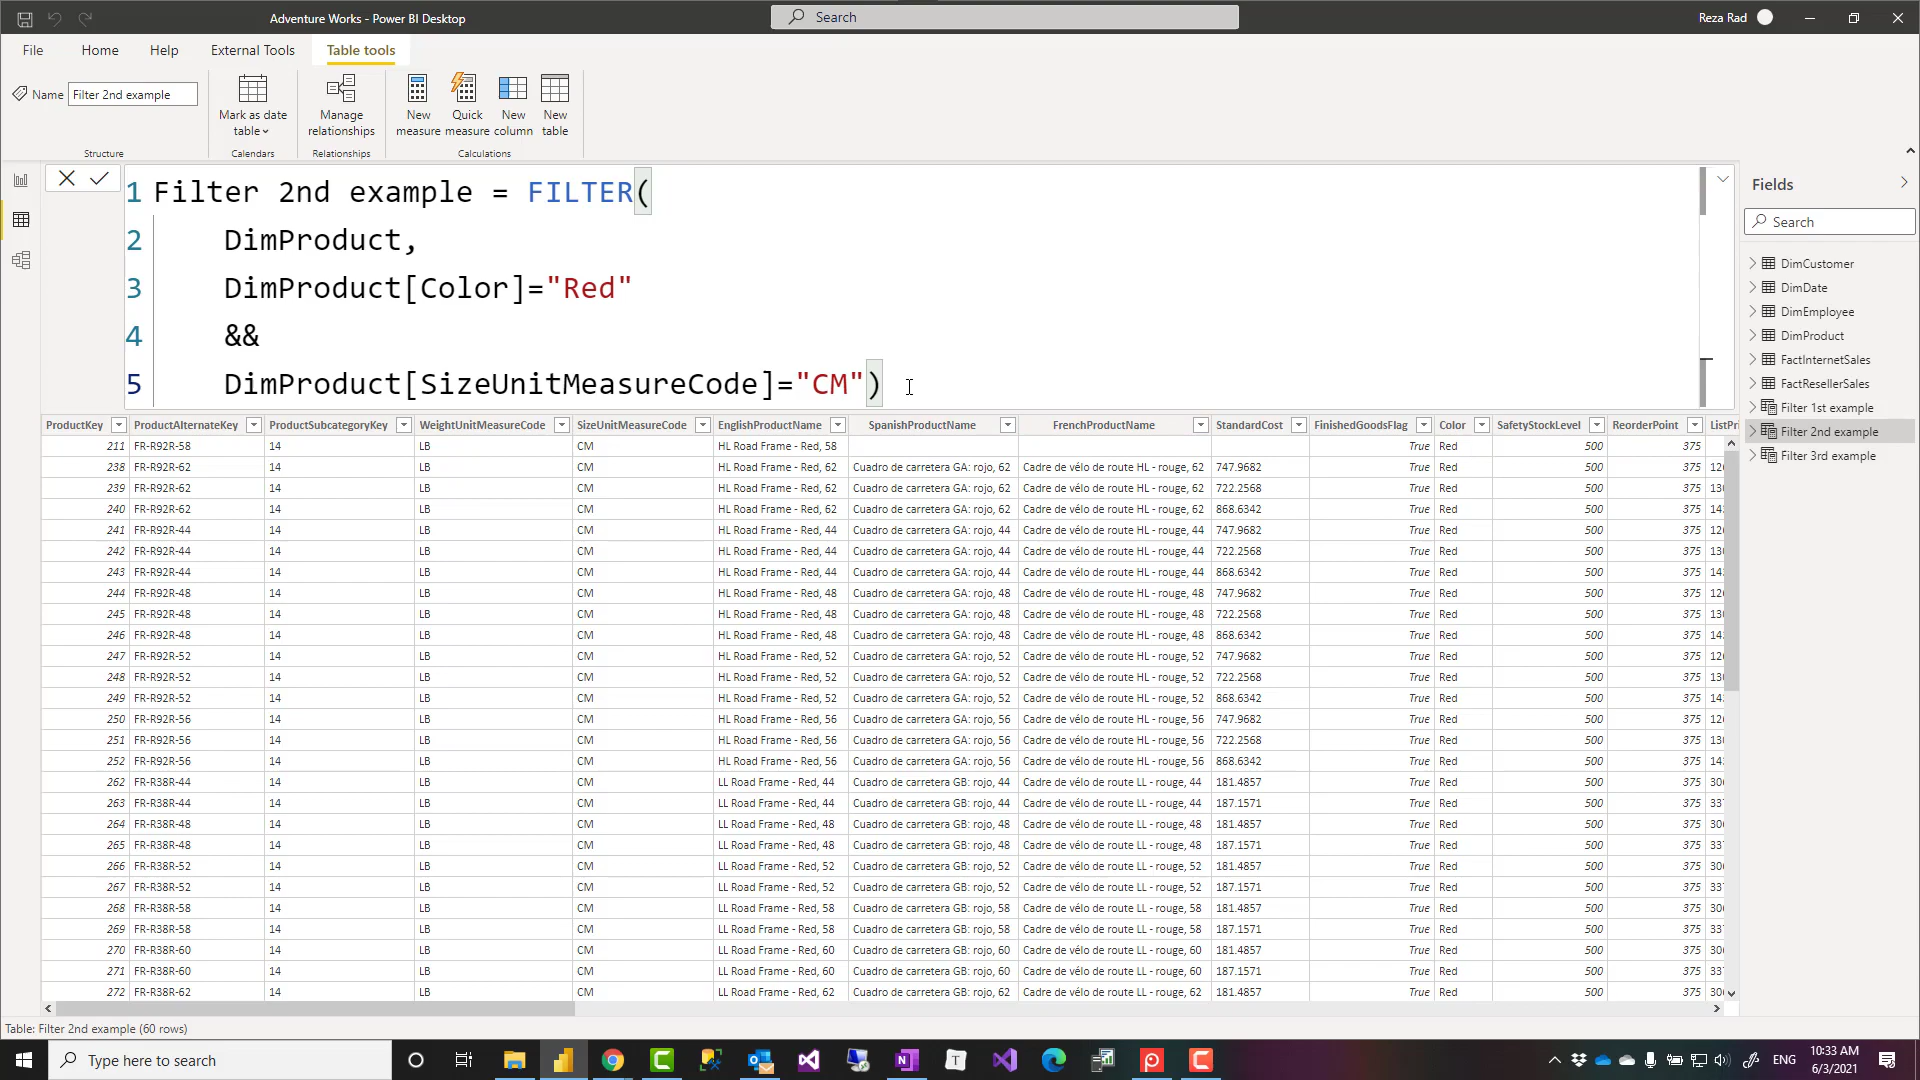 Adventure Works - Power BI Desktop
Search
Reza Rad
File Home Help External Tools Table tools
Name Filter 2nd example
Mark as date table
Manage relationships
New measure
Quick measure
New column
New table
Structure Calendars Relationships Calculations
1 Filter 2nd example = FILTER(
2 DimProduct,
3 DimProduct[Color]="Red"
4 &&
5 DimProduct[SizeUnitMeasureCode]="CM")
Fields
Search
DimCustomer
DimDate
DimEmployee
DimProduct
FactInternetSales
FactResellerSales
Filter 1st example
Filter 2nd example
Filter 3rd example
ProductKey ProductAlternateKey ProductSubcategoryKey WeightUnitMeasureCode SizeUnitMeasureCode EnglishProductName SpanishProductName FrenchProductName StandardCost FinishedGoodsFlag Color SafetyStockLevel ReorderPoint ListPri
211 FR-R92R-58 14 LB CM HL Road Frame - Red, 58 True Red 500 375
238 FR-R92R-62 14 LB CM HL Road Frame - Red, 62 Cuadro de carretera GA: rojo, 62 Cadre de vélo de route HL - rouge, 62 747.9682 True Red 500 375
239 FR-R92R-62 14 LB CM HL Road Frame - Red, 62 Cuadro de carretera GA: rojo, 62 Cadre de vélo de route HL - rouge, 62 722.2568 True Red 500 375
240 FR-R92R-62 14 LB CM HL Road Frame - Red, 62 Cuadro de carretera GA: rojo, 62 Cadre de vélo de route HL - rouge, 62 868.6342 True Red 500 375
241 FR-R92R-44 14 LB CM HL Road Frame - Red, 44 Cuadro de carretera GA: rojo, 44 Cadre de vélo de route HL - rouge, 44 747.9682 True Red 500 375
242 FR-R92R-44 14 LB CM HL Road Frame - Red, 44 Cuadro de carretera GA: rojo, 44 Cadre de vélo de route HL - rouge, 44 722.2568 True Red 500 375
243 FR-R92R-44 14 LB CM HL Road Frame - Red, 44 Cuadro de carretera GA: rojo, 44 Cadre de vélo de route HL - rouge, 44 868.6342 True Red 500 375
244 FR-R92R-48 14 LB CM HL Road Frame - Red, 48 Cuadro de carretera GA: rojo, 48 Cadre de vélo de route HL - rouge, 48 747.9682 True Red 500 375
245 FR-R92R-48 14 LB CM HL Road Frame - Red, 48 Cuadro de carretera GA: rojo, 48 Cadre de vélo de route HL - rouge, 48 722.2568 True Red 500 375
246 FR-R92R-48 14 LB CM HL Road Frame - Red, 48 Cuadro de carretera GA: rojo, 48 Cadre de vélo de route HL - rouge, 48 868.6342 True Red 500 375
247 FR-R92R-52 14 LB CM HL Road Frame - Red, 52 Cuadro de carretera GA: rojo, 52 Cadre de vélo de route HL - rouge, 52 747.9682 True Red 500 375
248 FR-R92R-52 14 LB CM HL Road Frame - Red, 52 Cuadro de carretera GA: rojo, 52 Cadre de vélo de route HL - rouge, 52 722.2568 True Red 500 375
249 FR-R92R-52 14 LB CM HL Road Frame - Red, 52 Cuadro de carretera GA: rojo, 52 Cadre de vélo de route HL - rouge, 52 868.6342 True Red 500 375
250 FR-R92R-56 14 LB CM HL Road Frame - Red, 56 Cuadro de carretera GA: rojo, 56 Cadre de vélo de route HL - rouge, 56 747.9682 True Red 500 375
251 FR-R92R-56 14 LB CM HL Road Frame - Red, 56 Cuadro de carretera GA: rojo, 56 Cadre de vélo de route HL - rouge, 56 722.2568 True Red 500 375
252 FR-R92R-56 14 LB CM HL Road Frame - Red, 56 Cuadro de carretera GA: rojo, 56 Cadre de vélo de route HL - rouge, 56 868.6342 True Red 500 375
262 FR-R38R-44 14 LB CM LL Road Frame - Red, 44 Cuadro de carretera GB: rojo, 44 Cadre de vélo de route LL - rouge, 44 181.4857 True Red 500 375
263 FR-R38R-44 14 LB CM LL Road Frame - Red, 44 Cuadro de carretera GB: rojo, 44 Cadre de vélo de route LL - rouge, 44 187.1571 True Red 500 375
264 FR-R38R-48 14 LB CM LL Road Frame - Red, 48 Cuadro de carretera GB: rojo, 48 Cadre de vélo de route LL - rouge, 48 181.4857 True Red 500 375
265 FR-R38R-48 14 LB CM LL Road Frame - Red, 48 Cuadro de carretera GB: rojo, 48 Cadre de vélo de route LL - rouge, 48 187.1571 True Red 500 375
266 FR-R38R-52 14 LB CM LL Road Frame - Red, 52 Cuadro de carretera GB: rojo, 52 Cadre de vélo de route LL - rouge, 52 181.4857 True Red 500 375
267 FR-R38R-52 14 LB CM LL Road Frame - Red, 52 Cuadro de carretera GB: rojo, 52 Cadre de vélo de route LL - rouge, 52 187.1571 True Red 500 375
268 FR-R38R-58 14 LB CM LL Road Frame - Red, 58 Cuadro de carretera GB: rojo, 58 Cadre de vélo de route LL - rouge, 58 181.4857 True Red 500 375
269 FR-R38R-58 14 LB CM LL Road Frame - Red, 58 Cuadro de carretera GB: rojo, 58 Cadre de vélo de route LL - rouge, 58 187.1571 True Red 500 375
270 FR-R38R-60 14 LB CM LL Road Frame - Red, 60 Cuadro de carretera GB: rojo, 60 Cadre de vélo de route LL - rouge, 60 181.4857 True Red 500 375
271 FR-R38R-60 14 LB CM LL Road Frame - Red, 60 Cuadro de carretera GB: rojo, 60 Cadre de vélo de route LL - rouge, 60 187.1571 True Red 500 375
272 FR-R38R-62 14 LB CM LL Road Frame - Red, 62 Cuadro de carretera GB: rojo, 62 Cadre de vélo de route LL - rouge, 62 181.4857 True Red 500 375
Table: Filter 2nd example (60 rows)
Type here to search
ENG
10:33 AM
6/3/2021